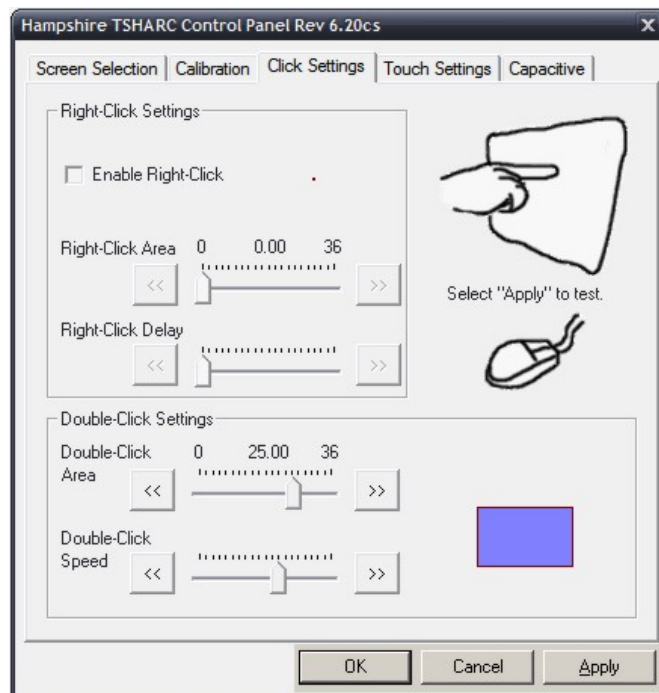 Hampshire TSHARC Control Panel Rev 6.20cs
X
Screen Selection Calibration Click Settings Touch Settings Capacitive
Right-Click Settings
Enable Right-Click
Right-Click Area 0 0.00 36
<< >>
Select "Apply" to test.
Right-Click Delay
<< >>
Double-Click Settings
Double-Click 0 25.00 36
Area << >>
Double-Click
Speed << >>
OK Cancel Apply